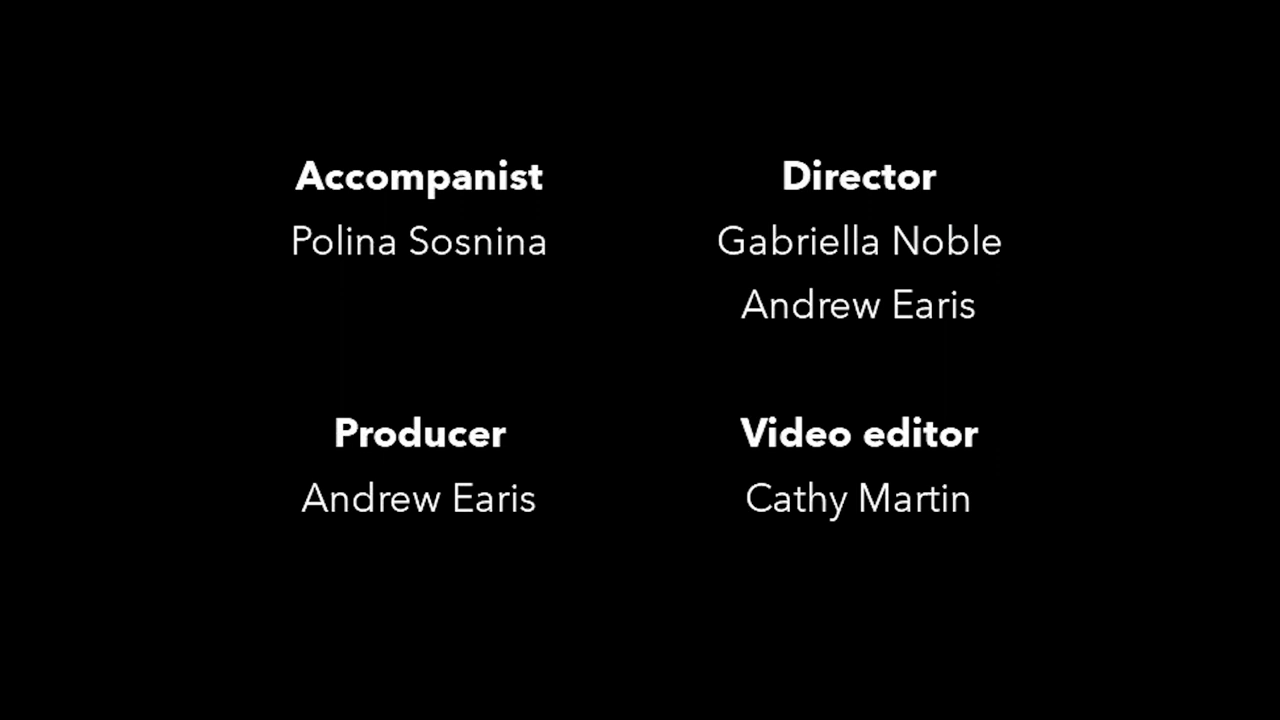 Accompanist
Polina Sosnina
Director
Gabriella Noble
Andrew Earis
Producer
Andrew Earis
Video editor
Cathy Martin